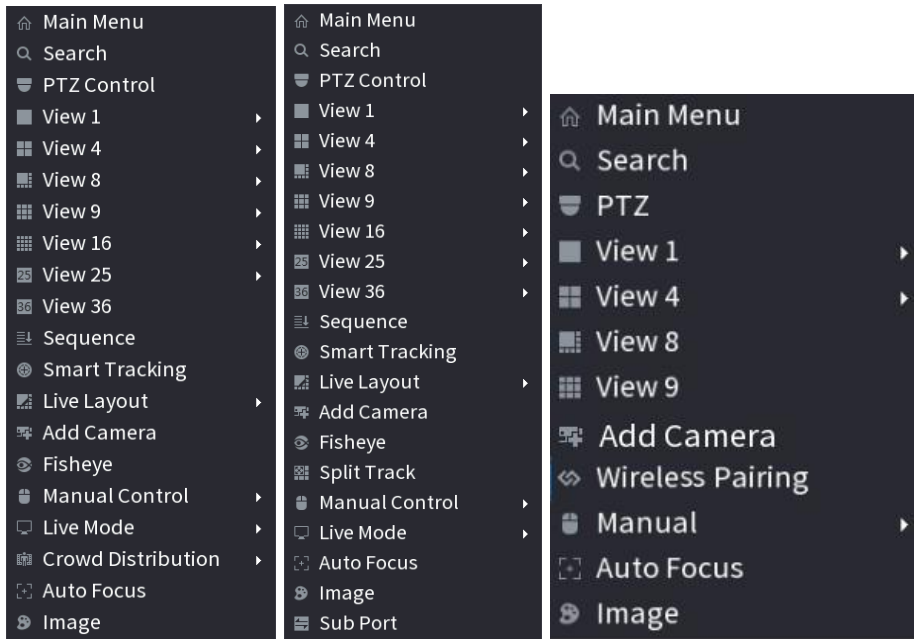 Main Menu
Search
PTZ Control
View 1
View 4
View 8
View 9
View 16
25 View 25
36 View 36
Sequence
Smart Tracking
Live Layout
Add Camera
Fisheye
Manual Control
Live Mode
Crowd Distribution
Auto Focus
Image
Main Menu
Search
PTZ Control
View 1
View 4
View 8
View 9
View 16
25 View 25
36 View 36
Sequence
Smart Tracking
Live Layout
Add Camera
Fisheye
Split Track
Manual Control
Live Mode
Auto Focus
Image
Sub Port
Main Menu
Search
PTZ
View 1
View 4
View 8
View 9
Add Camera
Wireless Pairing
Manual
Auto Focus
Image